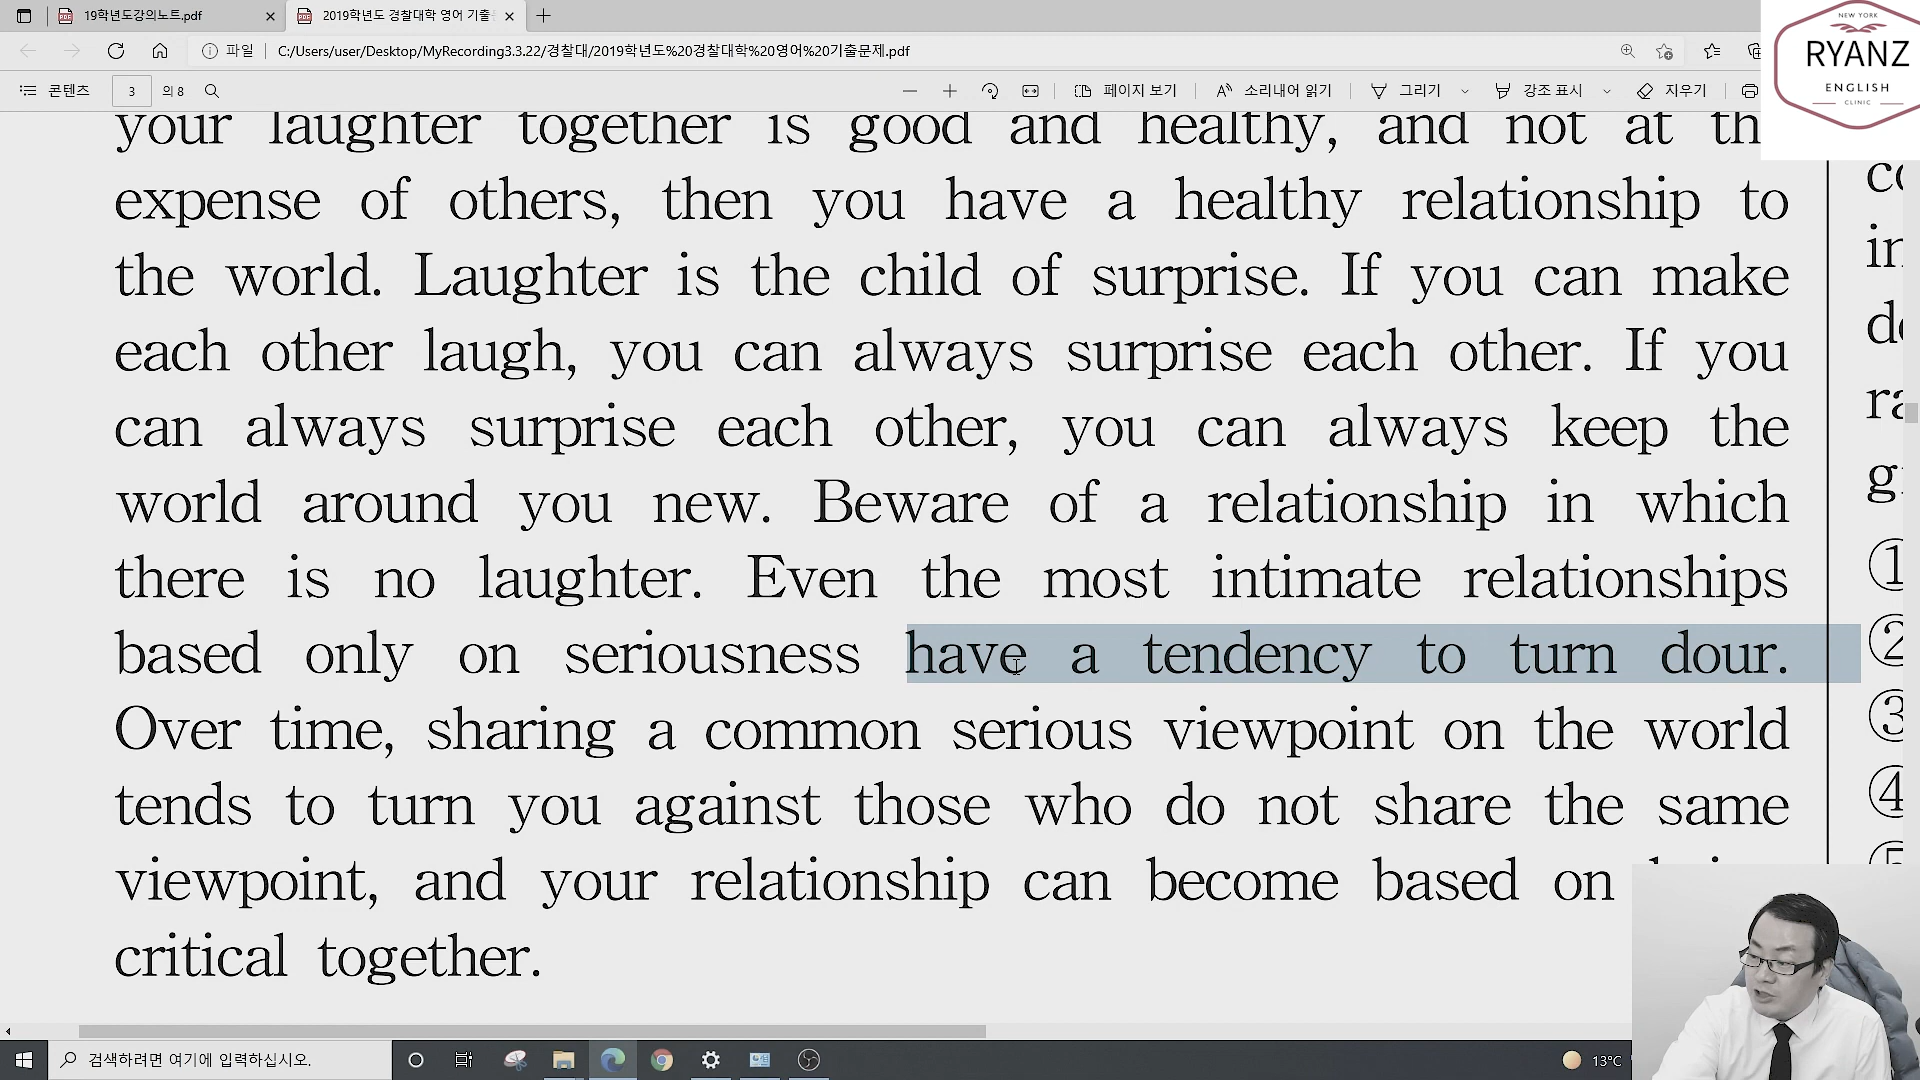 19학년도강의노트.pdf
2019학년도 경찰대학 영어 기출
파일
C:/Users/user/Desktop/MyRecording3.3.22/경찰대/2019학년도%20경찰대학%20영어%20기출문제.pdf
NEW YORK
RYANZ
ENGLISH
CLINIC
콘텐츠
3
의 8
페이지 보기
소리내어 읽기
그리기
강조 표시
지우기
your laughter together is good and healthy, and not at th
expense of others, then you have a healthy relationship to
the world. Laughter is the child of surprise. If you can make
each other laugh, you can always surprise each other. If you
can always surprise each other, you can always keep the
world around you new. Beware of a relationship in which
there is no laughter. Even the most intimate relationships
based only on seriousness have a tendency to turn dour.
Over time, sharing a common serious viewpoint on the world
tends to turn you against those who do not share the same
viewpoint, and your relationship can become based on
critical together.
①
②
③
④
검색하려면 여기에 입력하십시오.
13°C